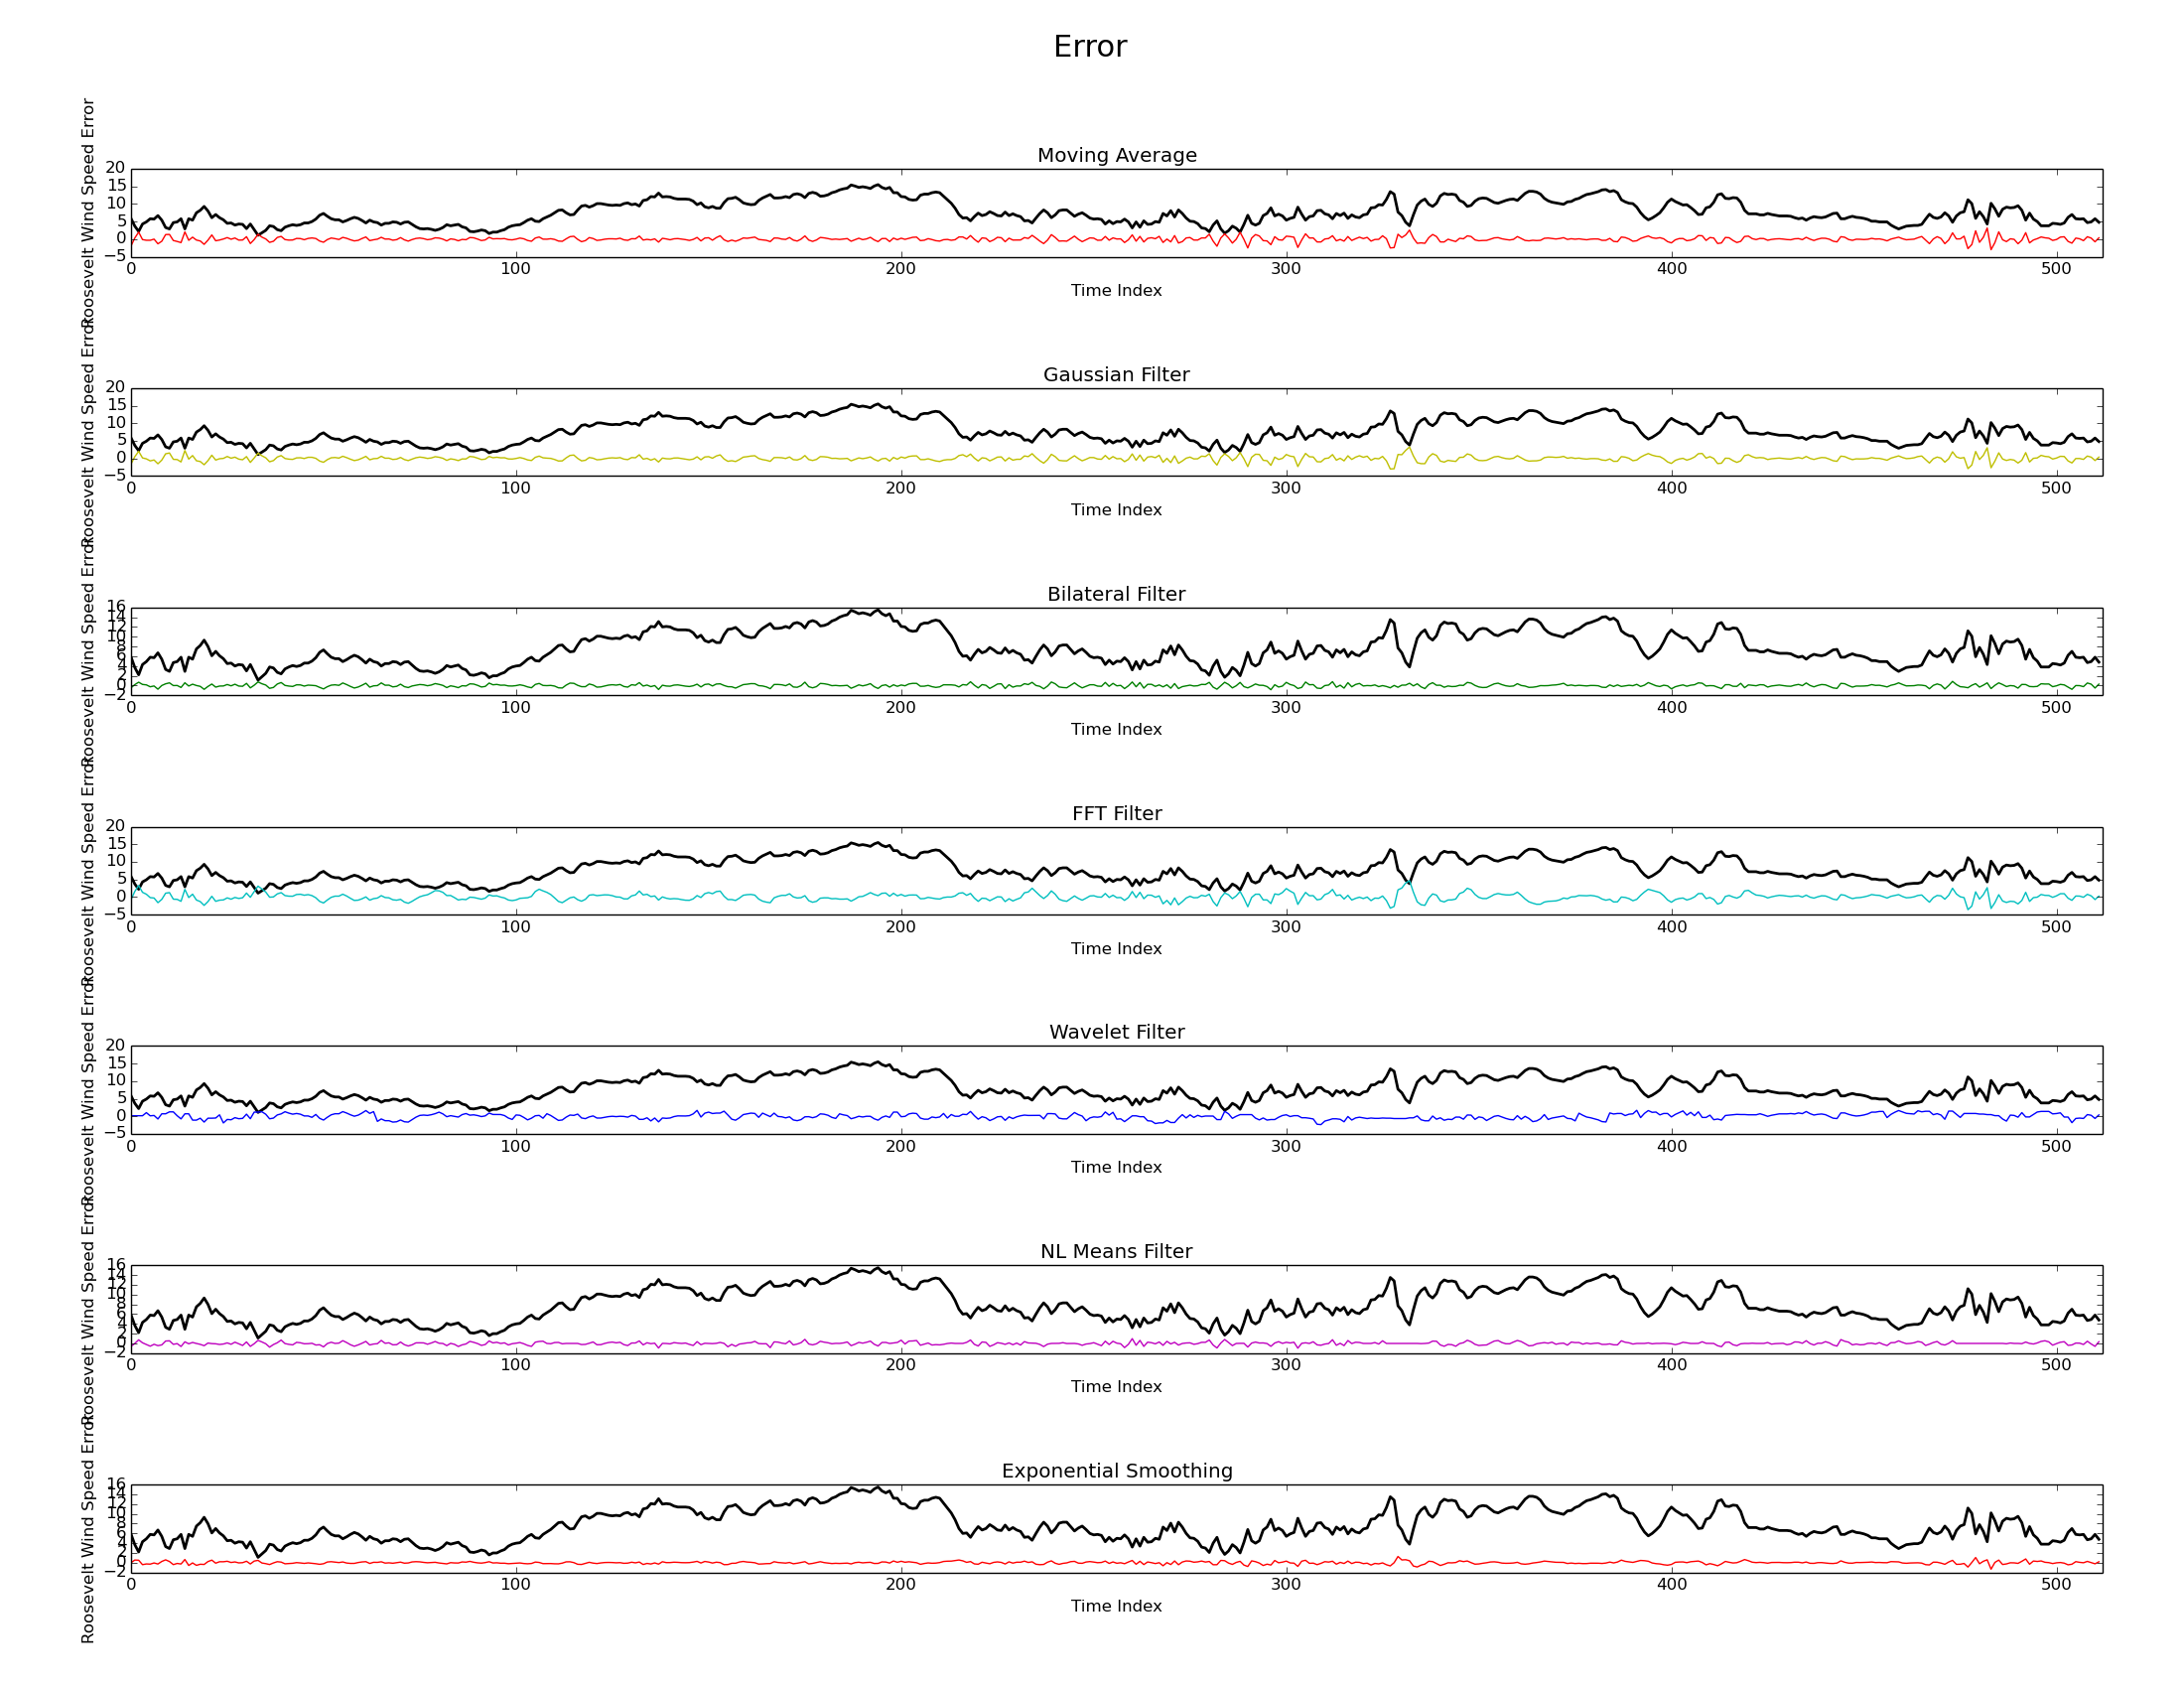 Error
Moving Average
Roosevelt Wind Speed Error
20
15
10
5
0
−5
0 100 200 300 400 500
Time Index
Gaussian Filter
Roosevelt Wind Speed Error
20
15
10
5
0
−5
0 100 200 300 400 500
Time Index
Bilateral Filter
Roosevelt Wind Speed Error
16
14
12
10
8
6
4
2
0
−2
0 100 200 300 400 500
Time Index
FFT Filter
Roosevelt Wind Speed Error
20
15
10
5
0
−5
0 100 200 300 400 500
Time Index
Wavelet Filter
Roosevelt Wind Speed Error
20
15
10
5
0
−5
0 100 200 300 400 500
Time Index
NL Means Filter
Roosevelt Wind Speed Error
16
14
12
10
8
6
4
2
0
−2
0 100 200 300 400 500
Time Index
Exponential Smoothing
Roosevelt Wind Speed Error
16
14
12
10
8
6
4
2
0
−2
0 100 200 300 400 500
Time Index